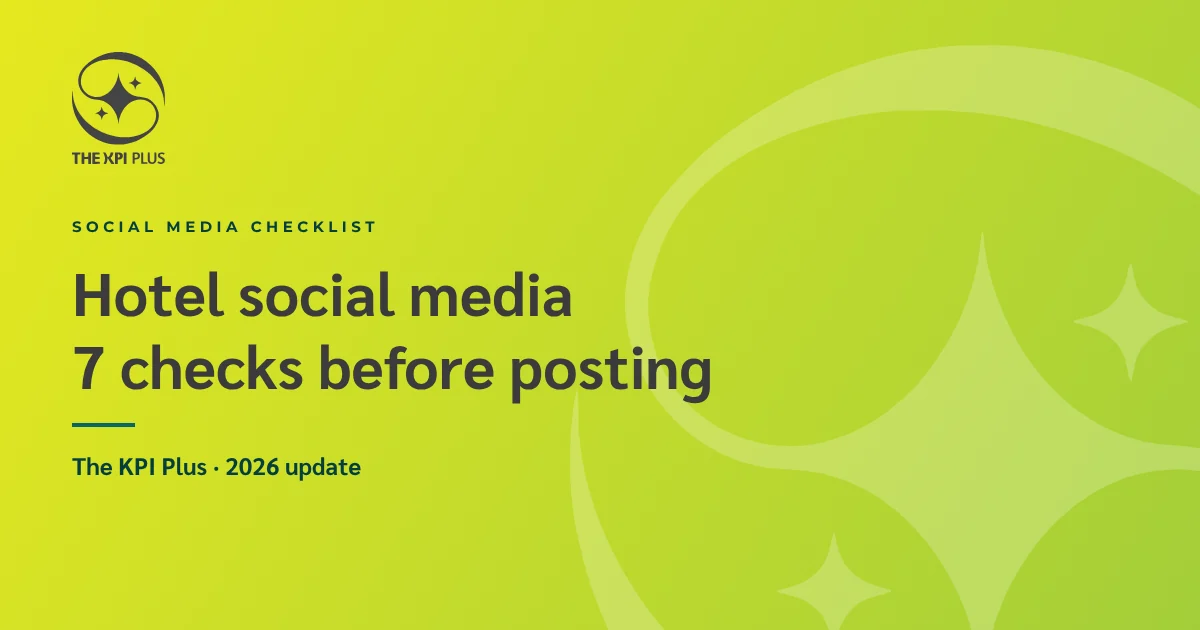 THE KPI PLUS
SOCIAL MEDIA CHECKLIST
Hotel social media
7 checks before posting
The KPI Plus · 2026 update